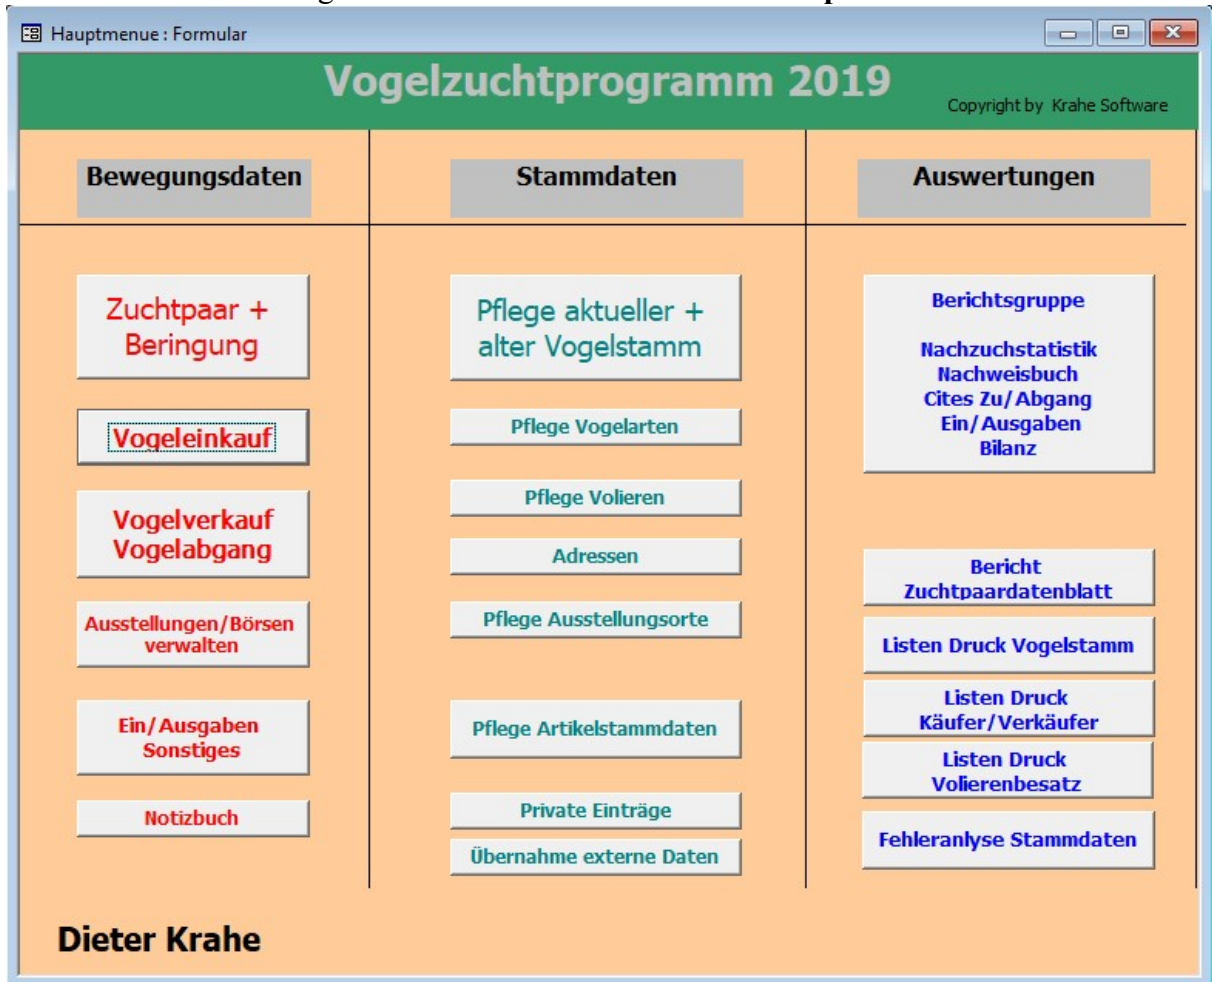 Hauptmenue : Formular
Vogelzuchtprogramm 2019
Copyright by Krahe Software
Bewegungsdaten
Zuchtpaar +
Beringung
Vogeleinkauf
Vogelverkauf
Vogelabgang
Ausstellungen/Börsen
verwalten
Ein/Ausgaben
Sonstiges
Notizbuch
Stammdaten
Pflege aktueller +
alter Vogelstamm
Pflege Vogelarten
Pflege Volieren
Adressen
Pflege Ausstellungsorte
Pflege Artikelstammdaten
Private Einträge
Übernahme externe Daten
Auswertungen
Berichtsgruppe
Nachzuchstatistik
Nachweisbuch
Cites Zu/Abgang
Ein/Ausgaben
Bilanz
Bericht
Zuchtpaardatenblatt
Listen Druck Vogelstamm
Listen Druck
Käufer/Verkäufer
Listen Druck
Volierenbesatz
Fehleranlyse Stammdaten
Dieter Krahe